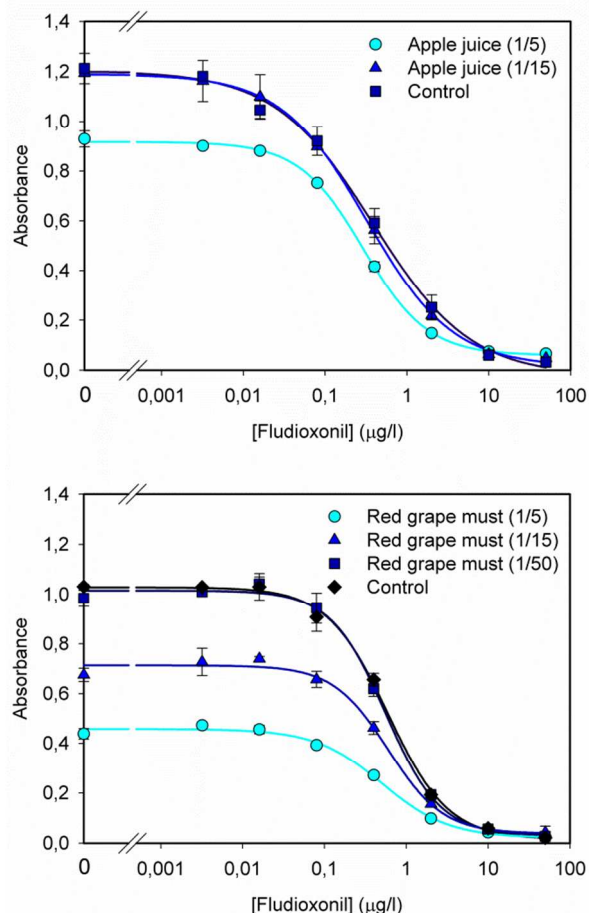 1,4
1,2
1,0
0,8
0,6
0,4
0,2
0,0
Absorbance
Apple juice (1/5)
Apple juice (1/15)
Control
0 0,001 0,01 0,1 1 10 100
[Fludioxonil] (μg/l)
1,4
1,2
1,0
0,8
0,6
0,4
0,2
0,0
Absorbance
Red grape must (1/5)
Red grape must (1/15)
Red grape must (1/50)
Control
0 0,001 0,01 0,1 1 10 100
[Fludioxonil] (μg/l)